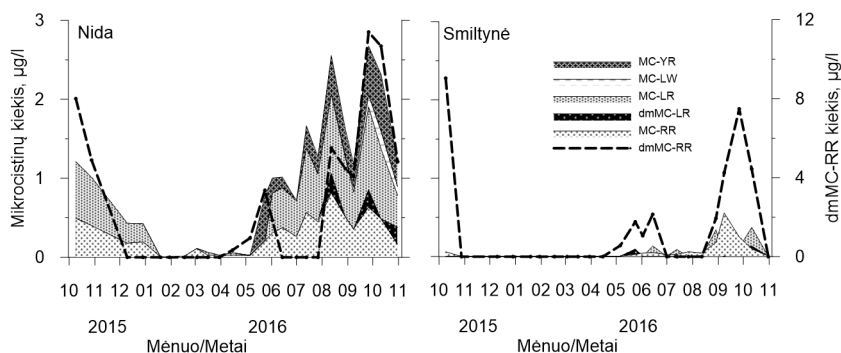 Nida
Smiltynė
Mikrocistinų kiekis, µg/l
3
2
1
0
12
8
4
0
dmMC-RR kiekis, µg/l
MC-YR
MC-LW
MC-LR
dmMC-LR
MC-RR
dmMC-RR
10 11 12 01 02 03 04 05 06 07 08 09 10 11
10 11 12 01 02 03 04 05 06 07 08 09 10 11
2015 2016
2015 2016
Mėnuo/Metai
Mėnuo/Metai